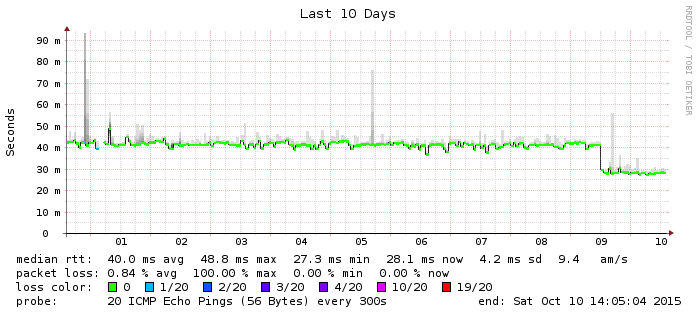 Last 10 Days
RRDTOOL / TOBI OETIKER
Seconds
90 m
80 m
70 m
60 m
50 m
40 m
30 m
20 m
10 m
0
01 02 03 04 05 06 07 08 09 10
median rtt: 40.0 ms avg 48.8 ms max 27.3 ms min 28.1 ms now 4.2 ms sd 9.4 am/s
packet loss: 0.84 % avg 100.00 % max 0.00 % min 0.00 % now
loss color: 0 1/20 2/20 3/20 4/20 10/20 19/20
probe: 20 ICMP Echo Pings (56 Bytes) every 300s end: Sat Oct 10 14:05:04 2015